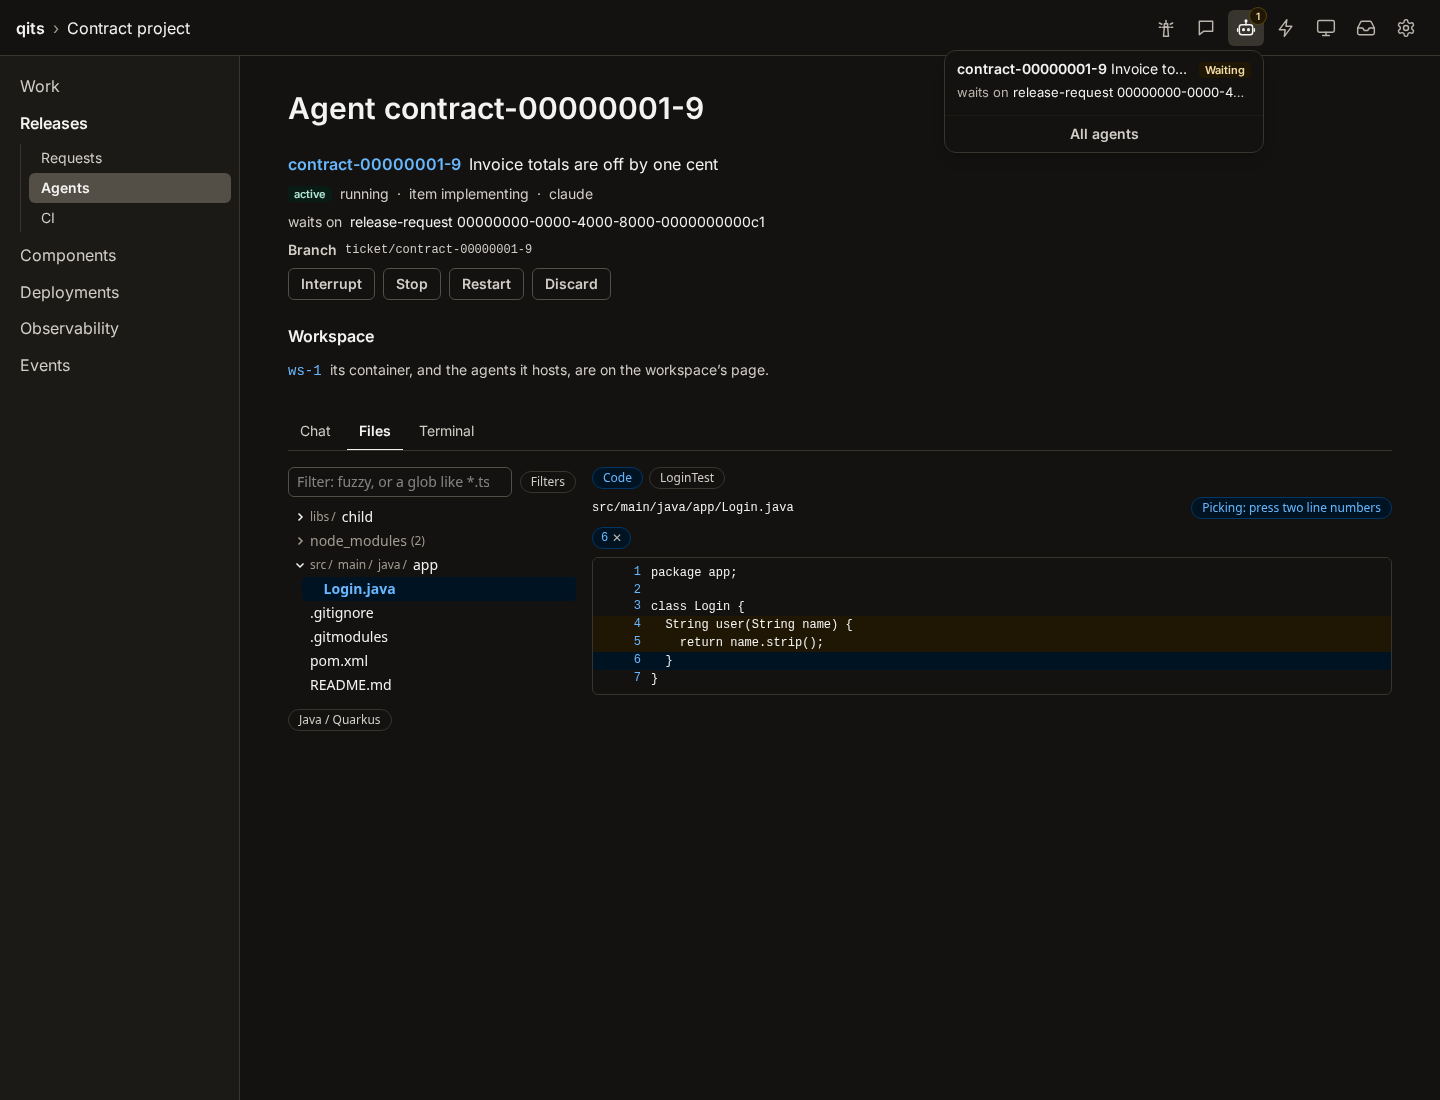 qits › Contract project
1
contract-00000001-9 Invoice to... Waiting
waits on release-request 00000000-0000-4...
All agents
Work
Releases
Requests
Agents
CI
Components
Deployments
Observability
Events
Agent contract-00000001-9
contract-00000001-9 Invoice totals are off by one cent
active running · item implementing · claude
waits on release-request 00000000-0000-4000-8000-0000000000c1
Branch ticket/contract-00000001-9
Interrupt Stop Restart Discard
Workspace
ws-1 its container, and the agents it hosts, are on the workspace’s page.
Chat Files Terminal
Filter: fuzzy, or a glob like *.ts Filters
libs/ child
node_modules (2)
src/ main/ java/ app
Login.java
.gitignore
.gitmodules
pom.xml
README.md
Java / Quarkus
Code LoginTest
src/main/java/app/Login.java Picking: press two line numbers
6 ×
1 package app;
2
3 class Login {
4 String user(String name) {
5 return name.strip();
6 }
7 }